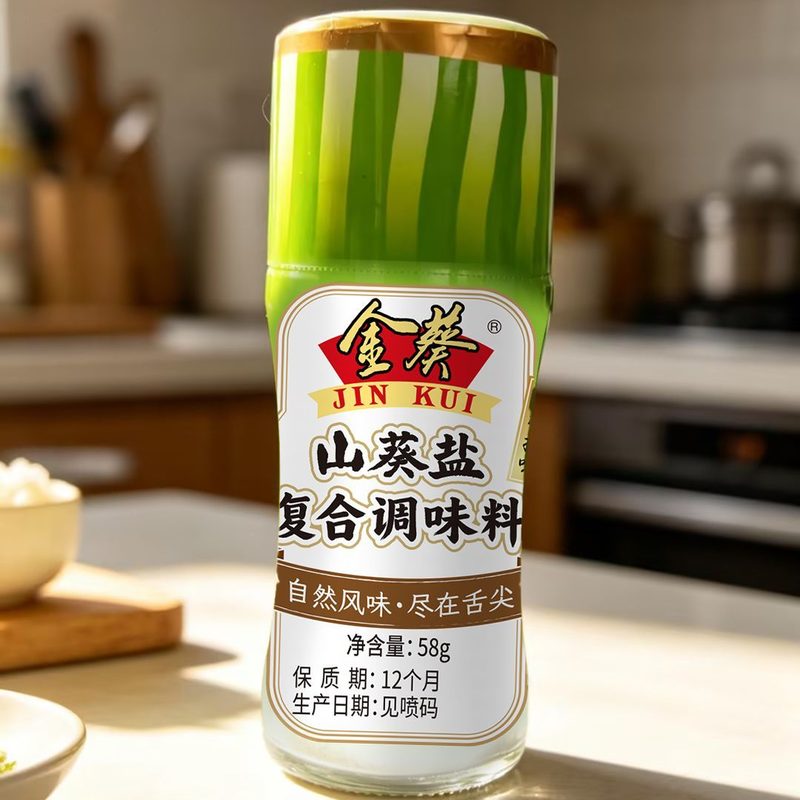 金葵®
JIN KUI
山葵盐
复合调味料
自然风味·尽在舌尖
净含量:58g
保质期:12个月
生产日期:见喷码